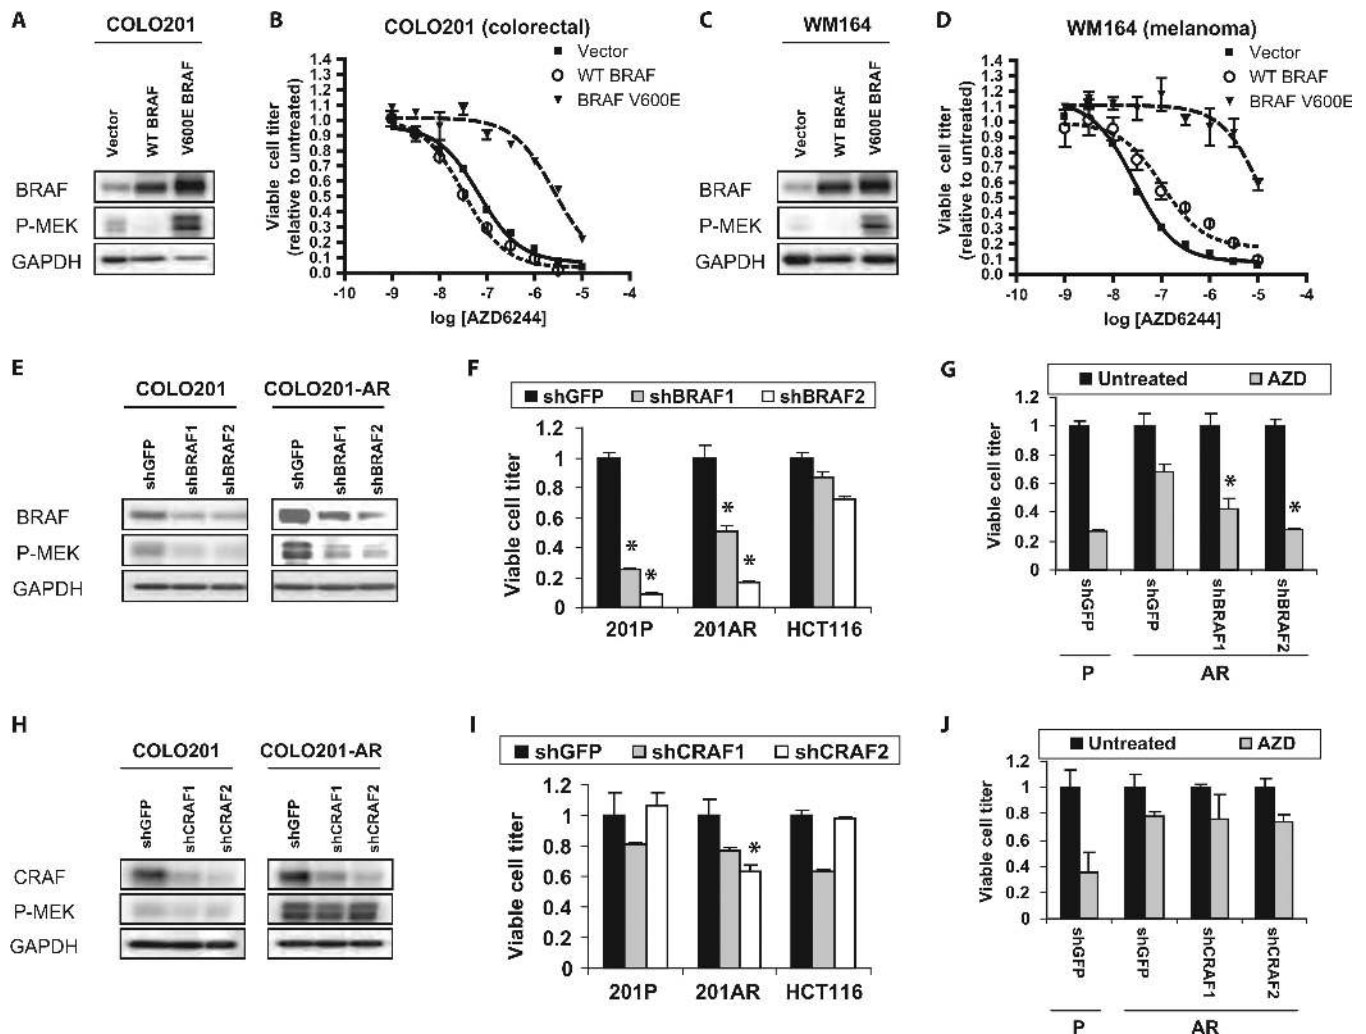 A
COLO201
Vector
WT BRAF
V600E BRAF
BRAF
P-MEK
GAPDH
B
COLO201 (colorectal)
Vector
WT BRAF
BRAF V600E
Viable cell titer
(relative to untreated)
1.4
1.3
1.2
1.1
1.0
0.9
0.8
0.7
0.6
0.5
0.4
0.3
0.2
0.1
0.0
-10 -9 -8 -7 -6 -5 -4
log [AZD6244]
C
WM164
Vector
WT BRAF
V600E BRAF
BRAF
P-MEK
GAPDH
D
WM164 (melanoma)
Vector
WT BRAF
BRAF V600E
Viable cell titer
(relative to untreated)
1.4
1.3
1.2
1.1
1.0
0.9
0.8
0.7
0.6
0.5
0.4
0.3
0.2
0.1
0.0
-10 -9 -8 -7 -6 -5 -4
log [AZD6244]
E
COLO201 COLO201-AR
shGFP
shBRAF1
shBRAF2
shGFP
shBRAF1
shBRAF2
BRAF
P-MEK
GAPDH
F
shGFP shBRAF1 shBRAF2
Viable cell titer
1.2
1
0.8
0.6
0.4
0.2
0
* * * *
201P 201AR HCT116
G
Untreated AZD
Viable cell titer
1.2
1
0.8
0.6
0.4
0.2
0
* *
shGFP
shGFP
shBRAF1
shBRAF2
P AR
H
COLO201 COLO201-AR
shGFP
shCRAF1
shCRAF2
shGFP
shCRAF1
shCRAF2
CRAF
P-MEK
GAPDH
I
shGFP shCRAF1 shCRAF2
Viable cell titer
1.2
1
0.8
0.6
0.4
0.2
0
*
201P 201AR HCT116
J
Untreated AZD
Viable cell titer
1.2
1
0.8
0.6
0.4
0.2
0
shGFP
shGFP
shCRAF1
shCRAF2
P AR